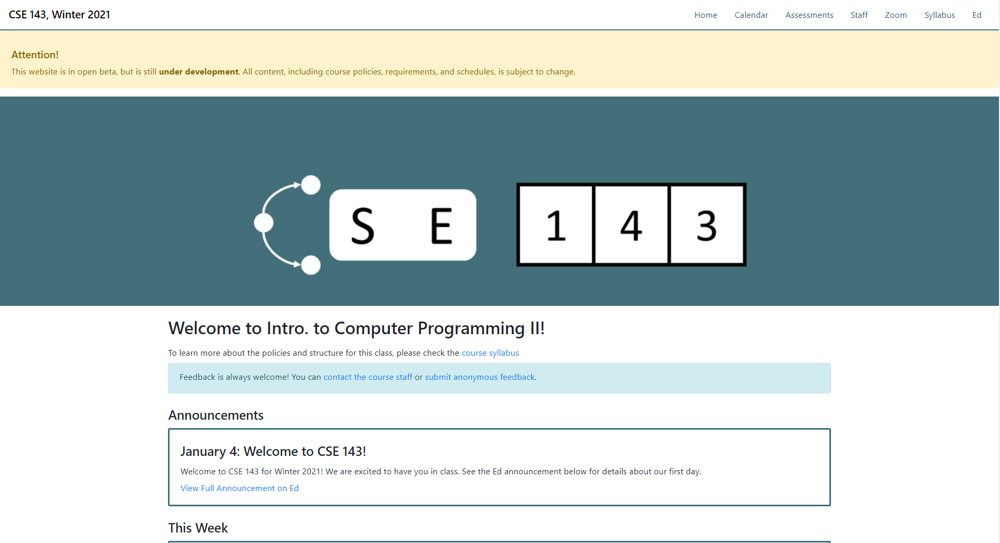 CSE 143, Winter 2021
Home Calendar Assessments Staff Zoom Syllabus Ed
Attention!
This website is in open beta, but is still under development. All content, including course policies, requirements, and schedules, is subject to change.
S E 1 4 3
Welcome to Intro. to Computer Programming II!
To learn more about the policies and structure for this class, please check the course syllabus
Feedback is always welcome! You can contact the course staff or submit anonymous feedback.
Announcements
January 4: Welcome to CSE 143!
Welcome to CSE 143 for Winter 2021! We are excited to have you in class. See the Ed announcement below for details about our first day.
View Full Announcement on Ed
This Week